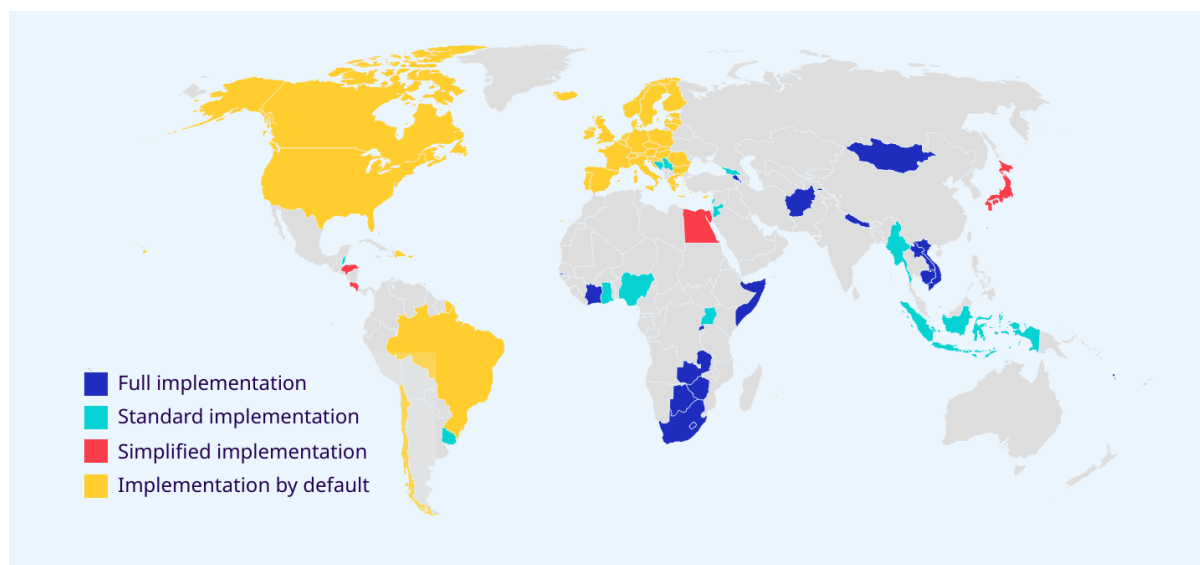 Full implementation
Standard implementation
Simplified implementation
Implementation by default